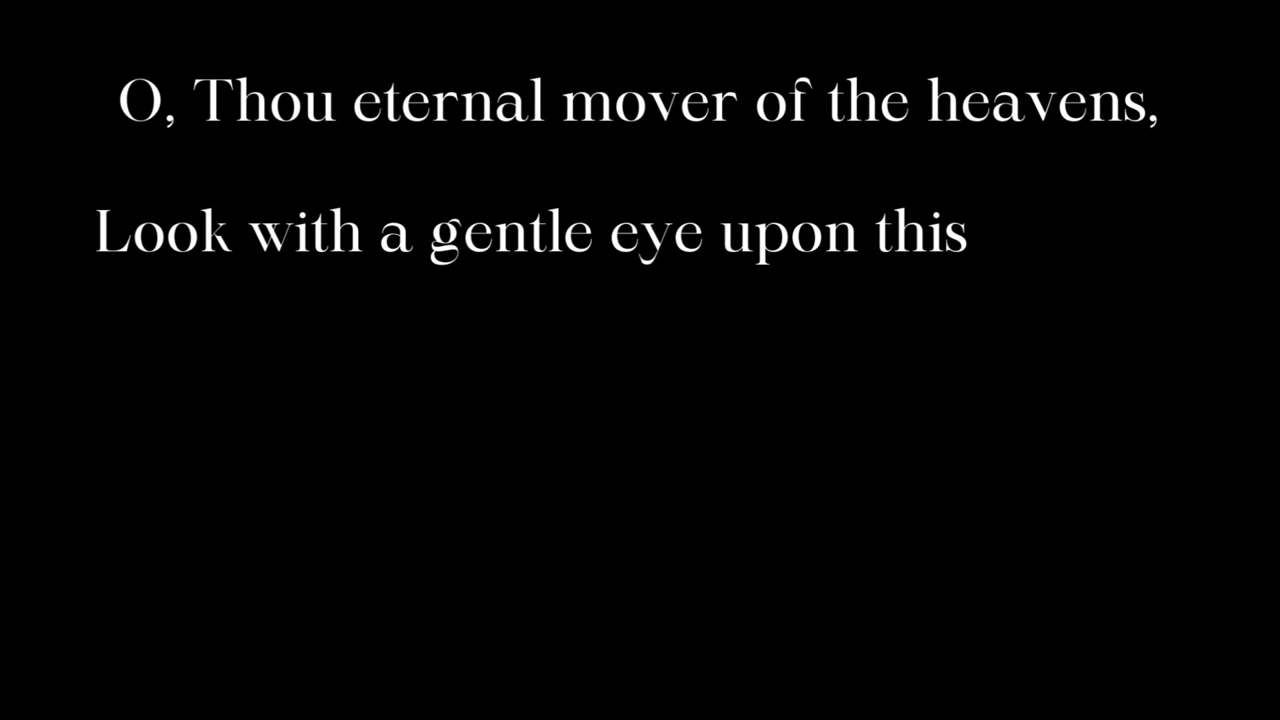 O, Thou eternal mover of the heavens,
Look with a gentle eye upon this